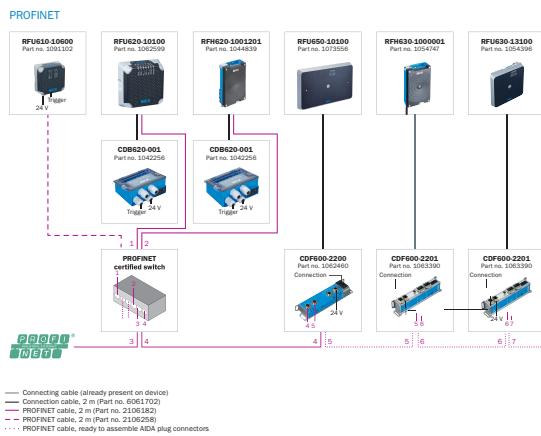 PROFINET
RFU610-10600
Part no. 1091102
Trigger
24 V
RFU620-10100
Part no. 1062599
RFH620-1001201
Part no. 1044839
RFU650-10100
Part no. 1073556
RFH630-1000001
Part no. 1054747
RFU630-13100
Part no. 1054396
CDB620-001
Part no. 1042256
24 V
Trigger
CDB620-001
Part no. 1042256
24 V
Trigger
1 2
PROFINET
certified switch
1
2
3 4
CDF600-2200
Part no. 1062460
Connection
24 V
4 5
CDF600-2201
Part no. 1063390
Connection
5 6
CDF600-2201
Part no. 1063390
Connection
24 V
6 7
PROFI
NET
®
3 4 4 5 5 6 6 7
Connecting cable (already present on device)
Connection cable, 2 m (Part no. 6061702)
PROFINET cable, 2 m (Part no. 2106182)
PROFINET cable, 2 m (Part no. 2106258)
PROFINET cable, ready to assemble AIDA plug connectors